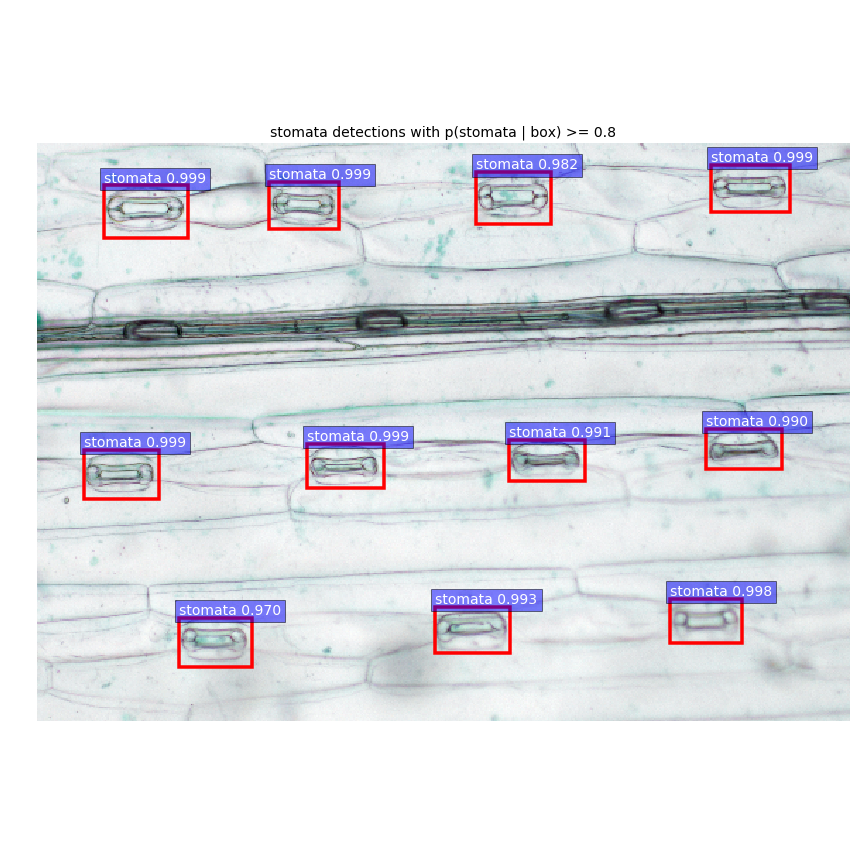 stomata detections with p(stomata | box) >= 0.8
stomata 0.999
stomata 0.999
stomata 0.982
stomata 0.999
stomata 0.999
stomata 0.999
stomata 0.991
stomata 0.990
stomata 0.970
stomata 0.993
stomata 0.998